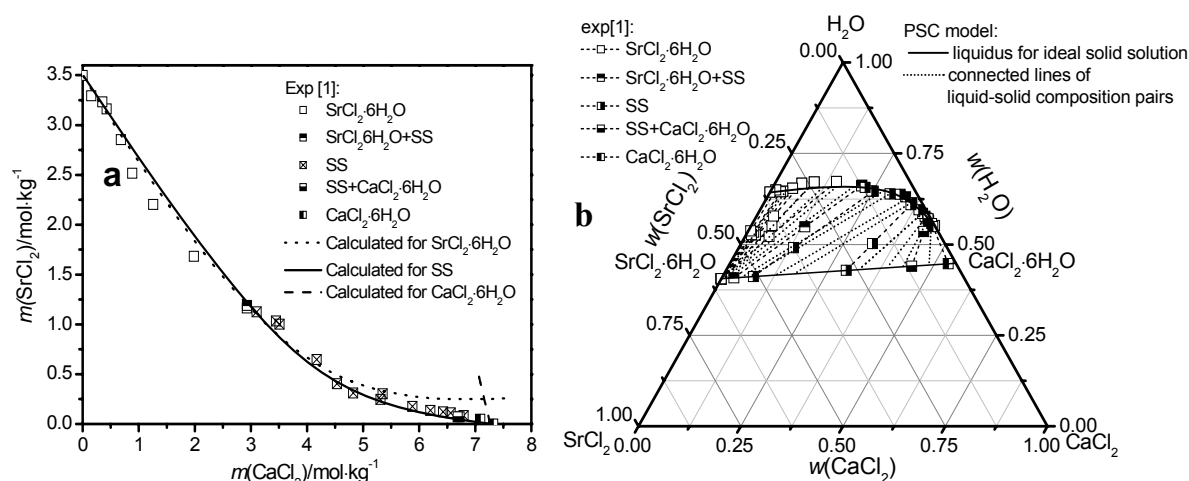 3.5
3.0
2.5
2.0
1.5
1.0
0.5
0.0
m(SrCl₂)/mol·kg⁻¹
a
Exp [1]:
SrCl₂·6H₂O
SrCl₂6H₂O+SS
SS
SS+CaCl₂·6H₂O
CaCl₂·6H₂O
Calculated for SrCl₂·6H₂O
Calculated for SS
Calculated for CaCl₂·6H₂O
0 1 2 3 4 5 6 7 8
m(CaCl₂)/mol·kg⁻¹
b
exp[1]:
SrCl₂·6H₂O
SrCl₂·6H₂O+SS
SS
SS+CaCl₂·6H₂O
CaCl₂·6H₂O
H₂O
0.00
1.00
PSC model:
liquidus for ideal solid solution
connected lines of
liquid-solid composition pairs
0.25
0.75
w(SrCl₂)
w(H₂O)
0.50
0.50
SrCl₂·6H₂O
CaCl₂·6H₂O
0.75
0.25
1.00
0.00
SrCl₂
CaCl₂
0.00 0.25 0.50 0.75 1.00
w(CaCl₂)